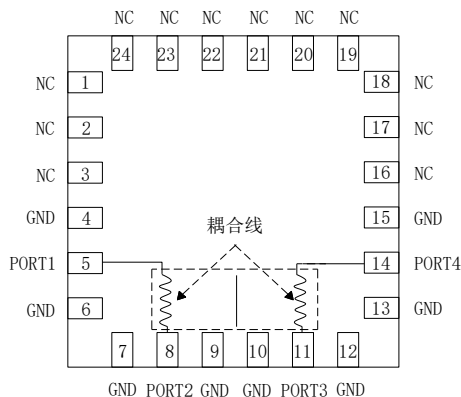 NC NC NC NC NC NC
24 23 22 21 20 19
NC 1 18 NC
NC 2 17 NC
NC 3 16 NC
GND 4 15 GND
耦合线
PORT1 5 14 PORT4
GND 6 13 GND
7 8 9 10 11 12
GND PORT2 GND GND PORT3 GND